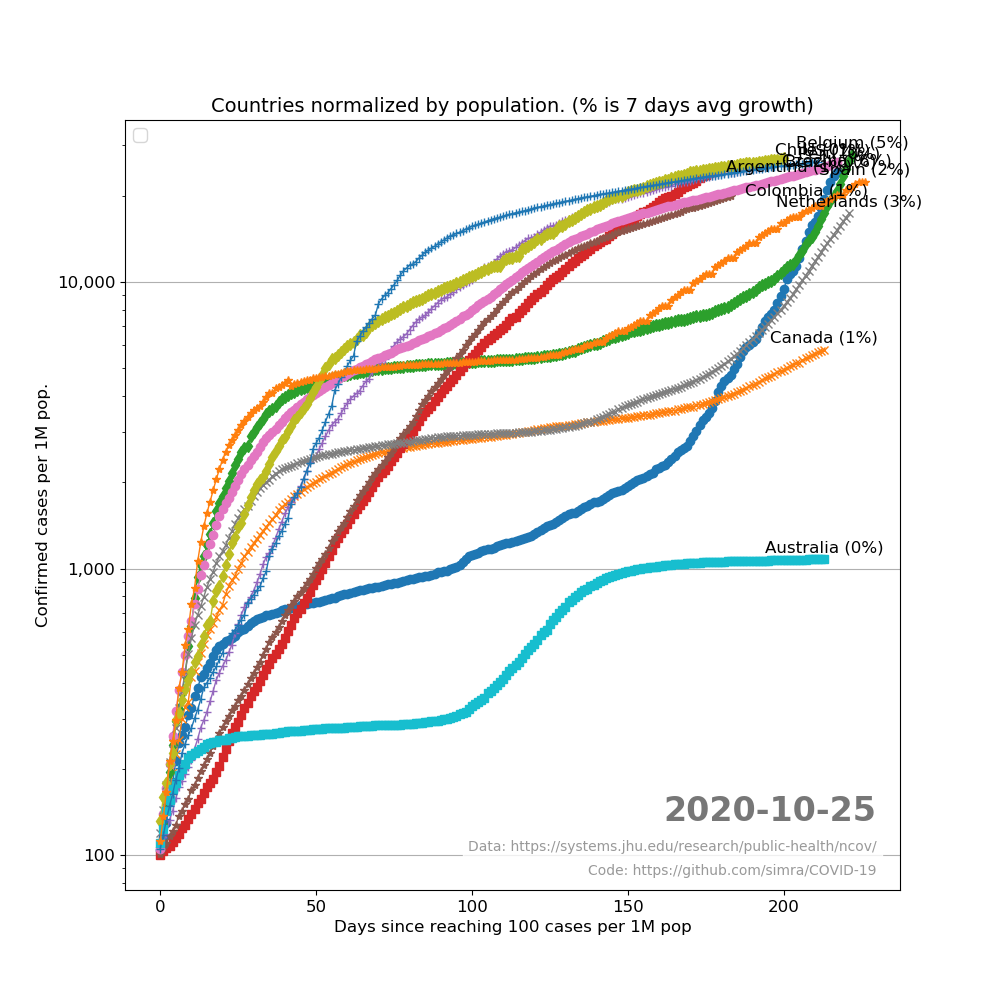 Countries normalized by population. (% is 7 days avg growth)
Belgium (5%)
Argentina
Spain (2%)
Colombia (1%)
Netherlands (3%)
10,000
Canada (1%)
Confirmed cases per 1M pop.
Australia (0%)
1,000
2020-10-25
Data: https://systems.jhu.edu/research/public-health/ncov/
100
Code: https://github.com/simra/COVID-19
0 50 100 150 200
Days since reaching 100 cases per 1M pop